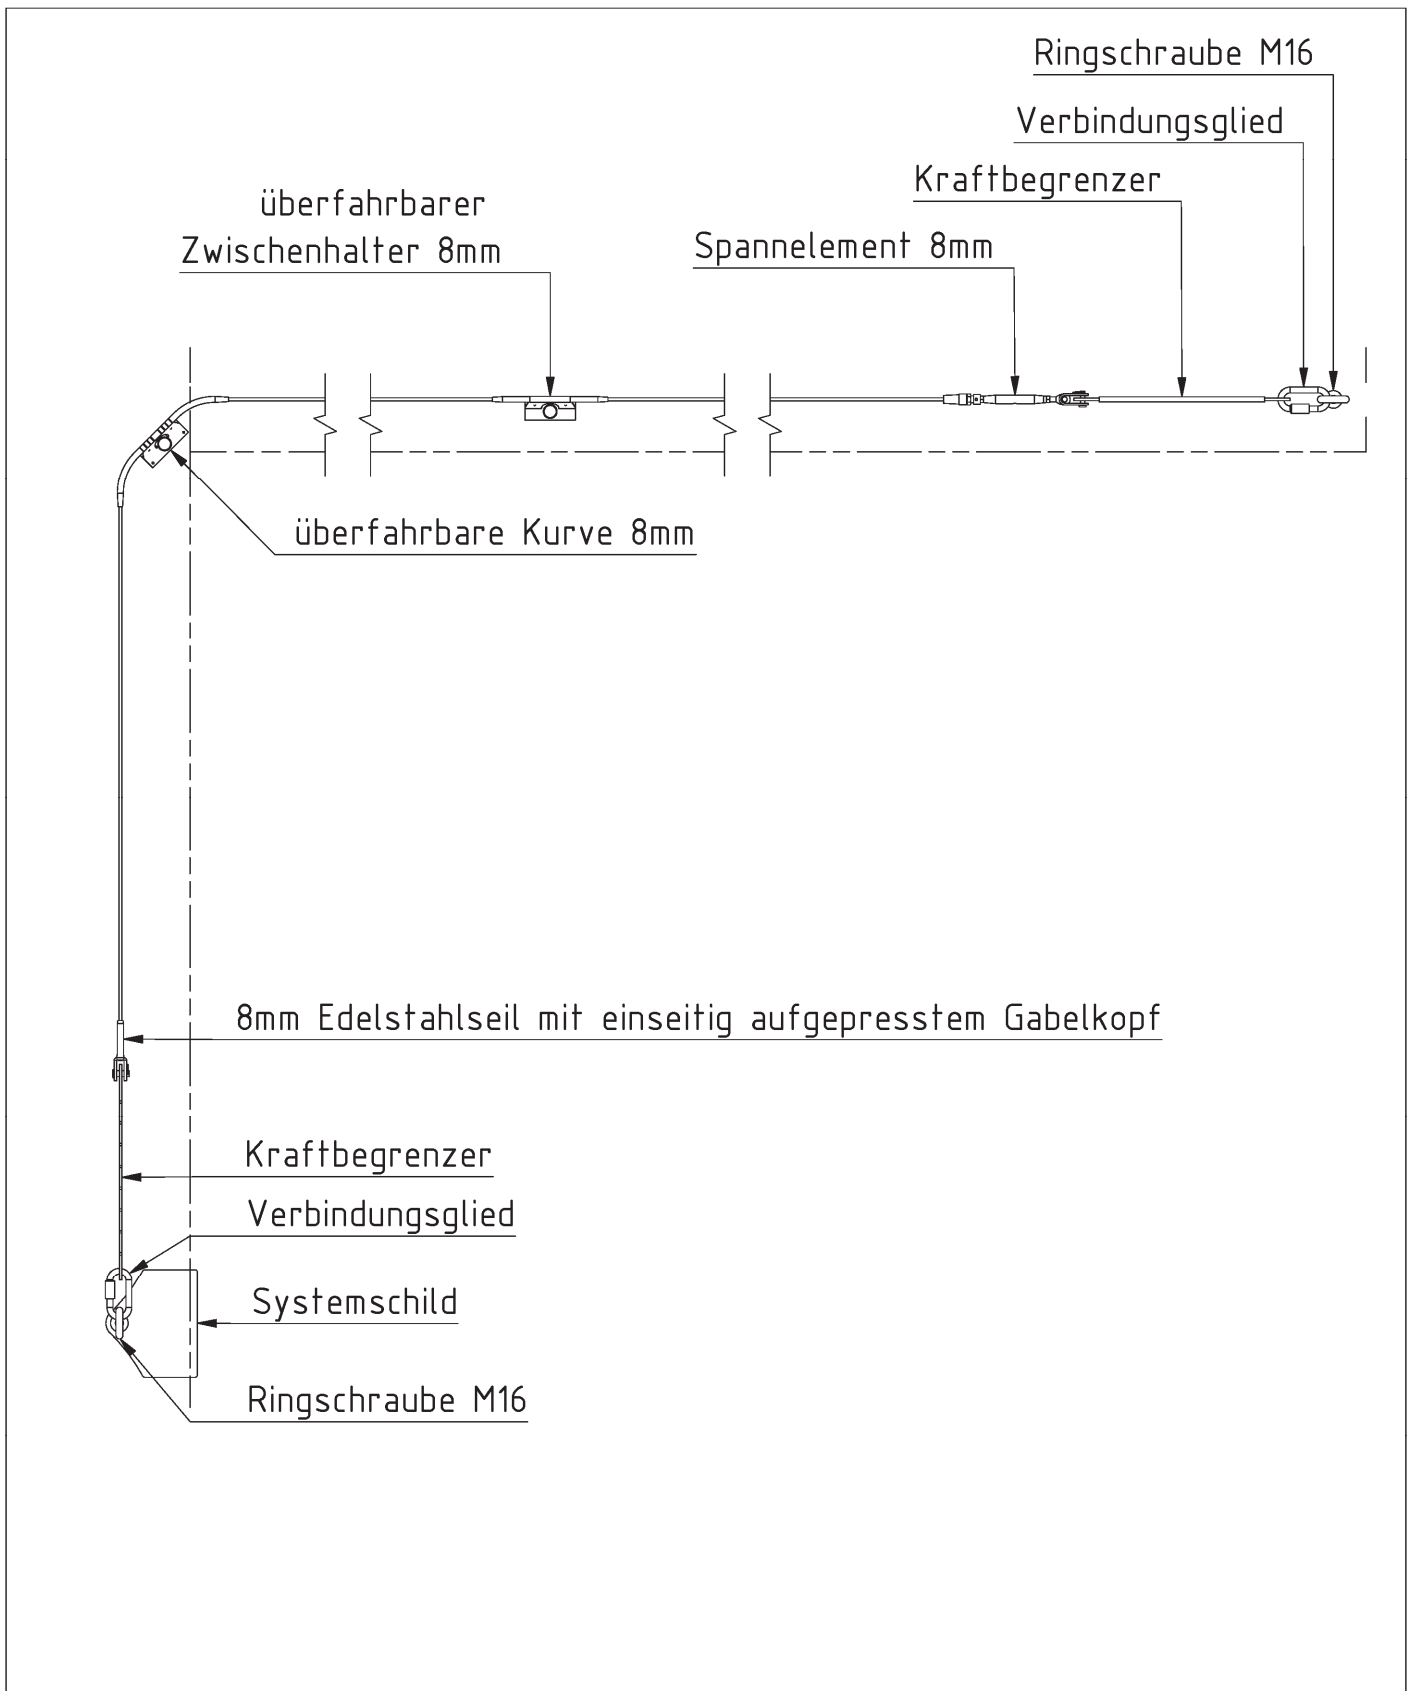 Ringschraube M16
Verbindungsglied
Kraftbegrenzer
überfahrbarer
Zwischenhalter 8mm
Spannelement 8mm
überfahrbare Kurve 8mm
8mm Edelstahlseil mit einseitig aufgepresstem Gabelkopf
Kraftbegrenzer
Verbindungsglied
Systemschild
Ringschraube M16